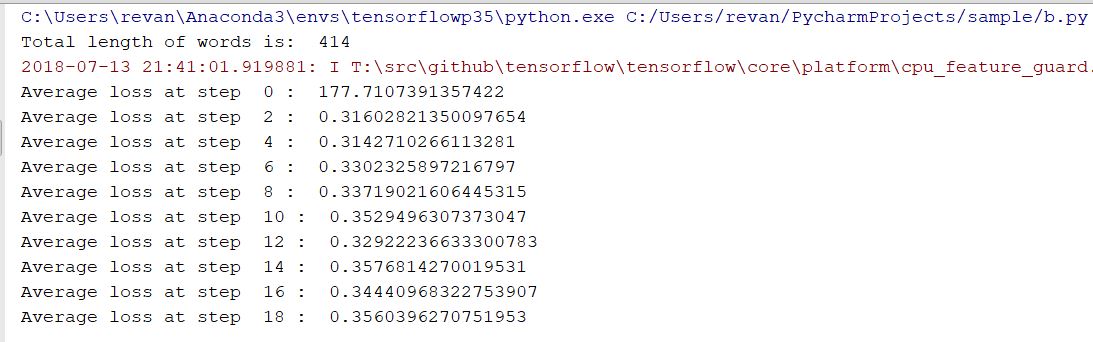 C:\Users\revan\Anaconda3\envs\tensorflowp35\python.exe C:/Users/revan/PycharmProjects/sample/b.py
Total length of words is:  414
2018-07-13 21:41:01.919881: I T:\src\github\tensorflow\tensorflow\core\platform\cpu_feature_guard.
Average loss at step  0 :  177.7107391357422
Average loss at step  2 :  0.31602821350097654
Average loss at step  4 :  0.3142710266113281
Average loss at step  6 :  0.3302325897216797
Average loss at step  8 :  0.33719021606445315
Average loss at step  10 :  0.3529496307373047
Average loss at step  12 :  0.32922236633300783
Average loss at step  14 :  0.3576814270019531
Average loss at step  16 :  0.34440968322753907
Average loss at step  18 :  0.3560396270751953